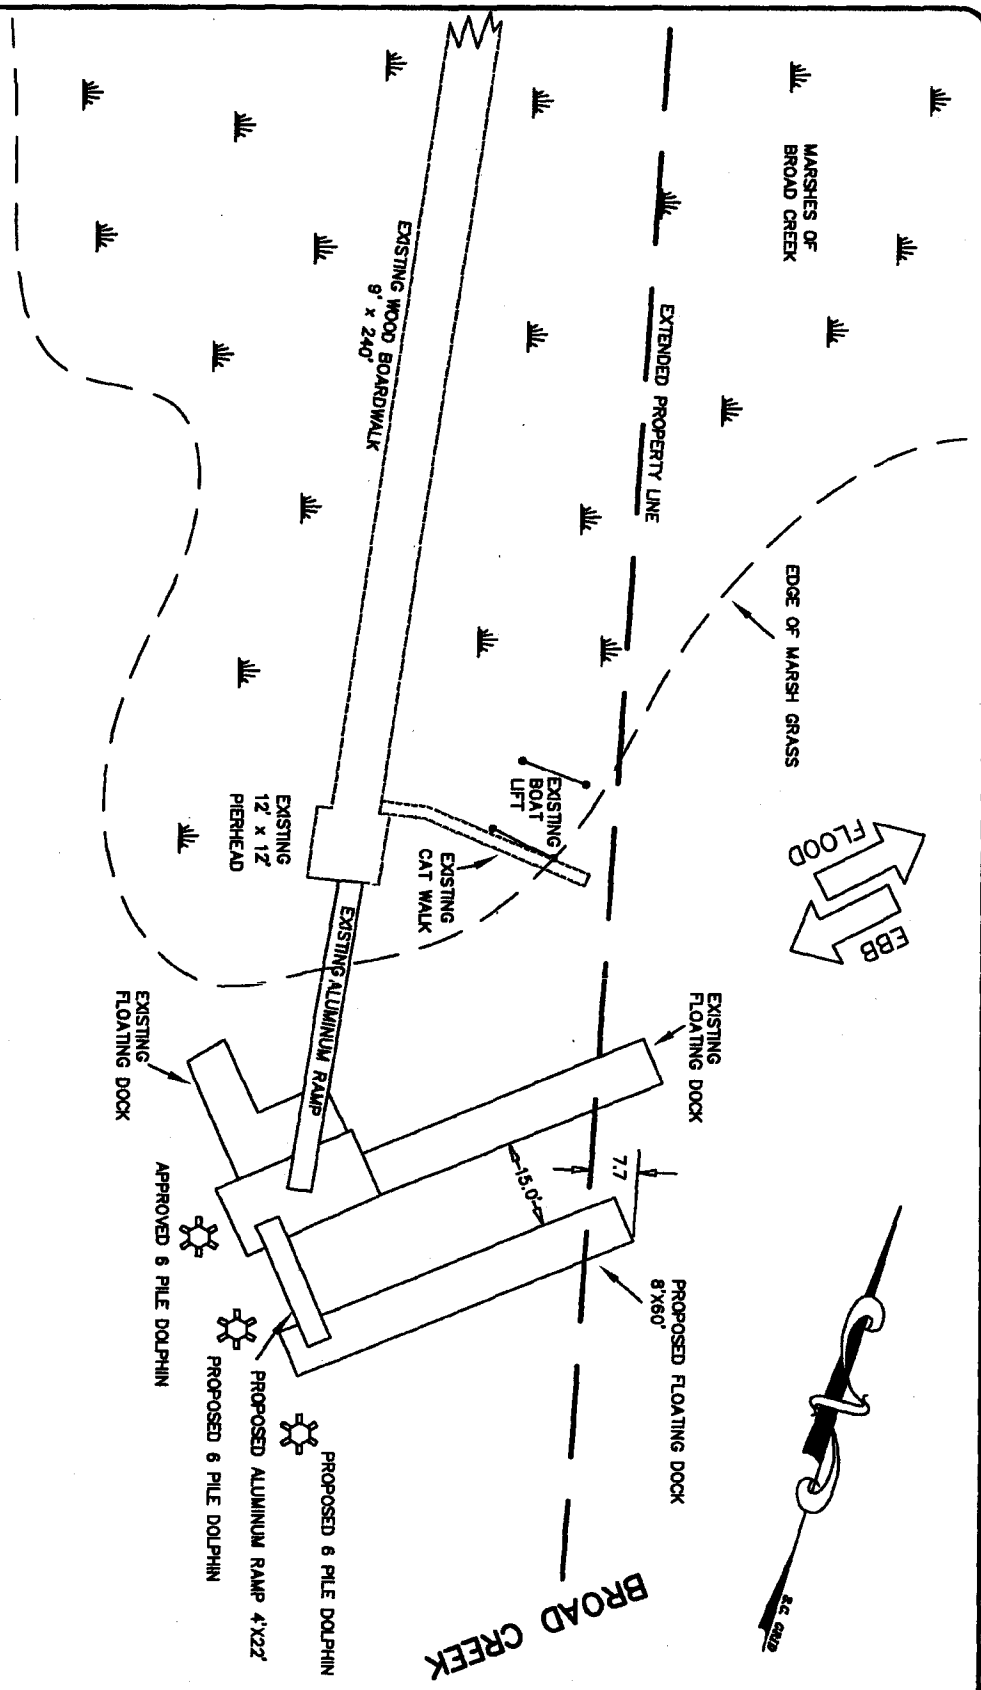 MARSHES OF
BROAD CREEK
EXTENDED PROPERTY LINE
EXISTING WOOD BOARDWALK
9' x 240'
EDGE OF MARSH GRASS
EXISTING
BOAT
LIFT
EXISTING
CAT WALK
EXISTING
12' x 12'
PIERHEAD
FLOOD
EBB
EXISTING ALUMINUM RAMP
EXISTING
FLOATING DOCK
EXISTING
FLOATING DOCK
7.7
15.0'
PROPOSED FLOATING DOCK
8'X60'
APPROVED 6 PILE DOLPHIN
PROPOSED 6 PILE DOLPHIN
PROPOSED ALUMINUM RAMP 4'X22'
PROPOSED 6 PILE DOLPHIN
BROAD CREEK
S.C. GRID